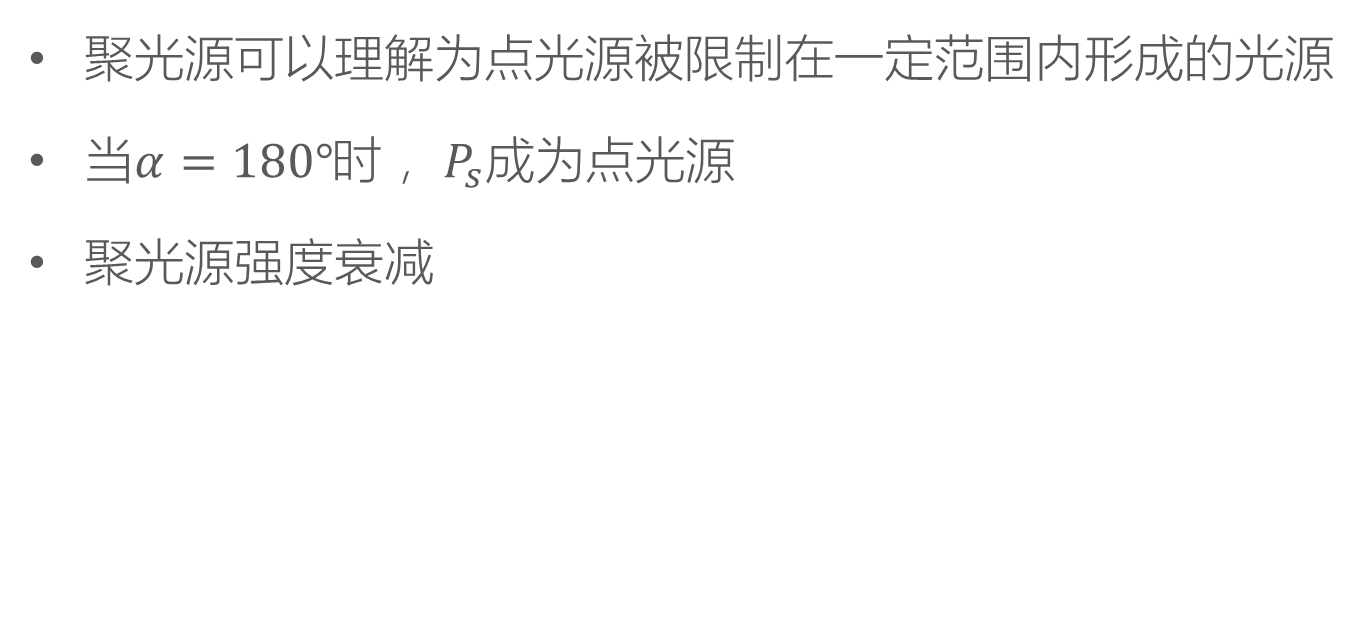 • 聚光源可以理解为点光源被限制在一定范围内形成的光源
• 当α = 180°时，P_s成为点光源
• 聚光源强度衰减